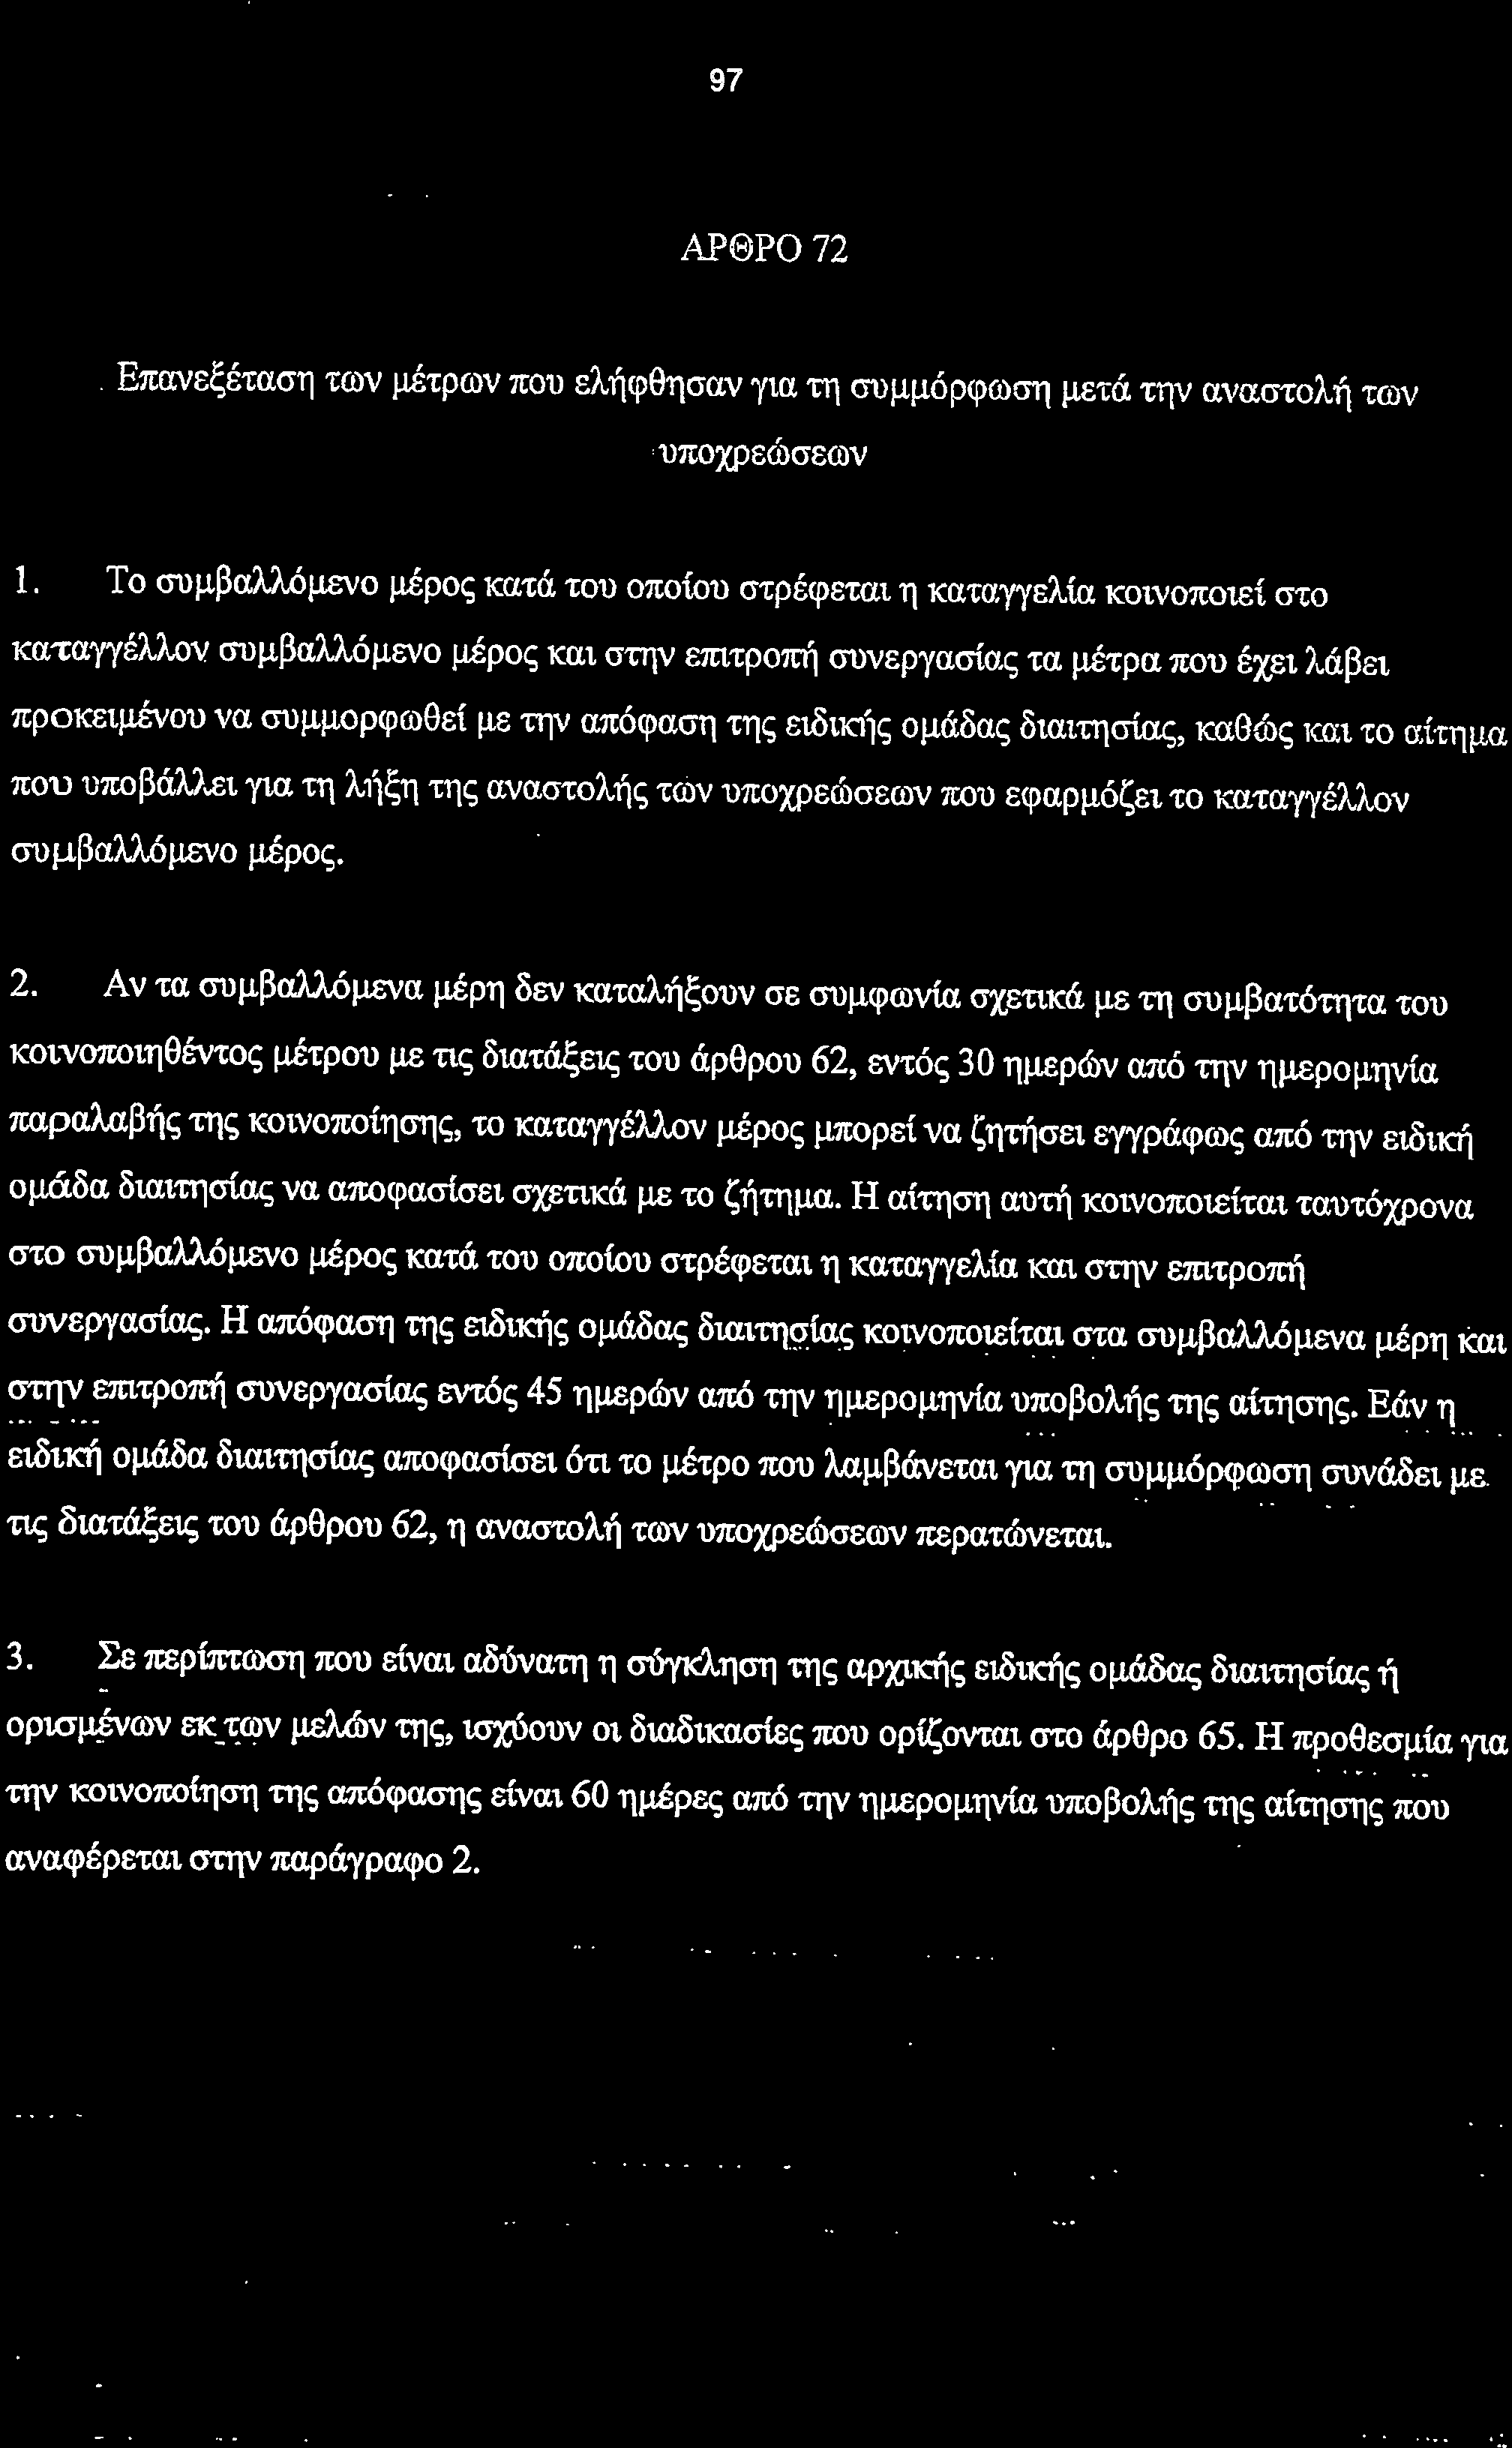 97
ΑΡΘΡΟ 72
Επανεξέταση των μέτρων που ελήφθησαν για τη συμμόρφωση μετά την αναστολή των
υποχρεώσεων
1. Το συμβαλλόμενο μέρος κατά του οποίου στρέφεται η καταγγελία κοινοποιεί στο
καταγγέλλον συμβαλλόμενο μέρος και στην επιτροπή συνεργασίας τα μέτρα που έχει λάβει
προκειμένου να συμμορφωθεί με την απόφαση της ειδικής ομάδας διαιτησίας, καθώς και το αίτημα
που υποβάλλει για τη λήξη της αναστολής των υποχρεώσεων που εφαρμόζει το καταγγέλλον
συμβαλλόμενο μέρος.
2. Αν τα συμβαλλόμενα μέρη δεν καταλήξουν σε συμφωνία σχετικά με τη συμβατότητα του
κοινοποιηθέντος μέτρου με τις διατάξεις του άρθρου 62, εντός 30 ημερών από την ημερομηνία
παραλαβής της κοινοποίησης, το καταγγέλλον μέρος μπορεί να ζητήσει εγγράφως από την ειδική
ομάδα διαιτησίας να αποφασίσει σχετικά με το ζήτημα. Η αίτηση αυτή κοινοποιείται ταυτόχρονα
στο συμβαλλόμενο μέρος κατά του οποίου στρέφεται η καταγγελία και στην επιτροπή
συνεργασίας. Η απόφαση της ειδικής ομάδας διαιτησίας κοινοποιείται στα συμβαλλόμενα μέρη και
στην επιτροπή συνεργασίας εντός 45 ημερών από την ημερομηνία υποβολής της αίτησης. Εάν η
ειδική ομάδα διαιτησίας αποφασίσει ότι το μέτρο που λαμβάνεται για τη συμμόρφωση συνάδει με
τις διατάξεις του άρθρου 62, η αναστολή των υποχρεώσεων περατώνεται.
3. Σε περίπτωση που είναι αδύνατη η σύγκληση της αρχικής ειδικής ομάδας διαιτησίας ή
ορισμένων εκ των μελών της, ισχύουν οι διαδικασίες που ορίζονται στο άρθρο 65. Η προθεσμία για
την κοινοποίηση της απόφασης είναι 60 ημέρες από την ημερομηνία υποβολής της αίτησης που
αναφέρεται στην παράγραφο 2.